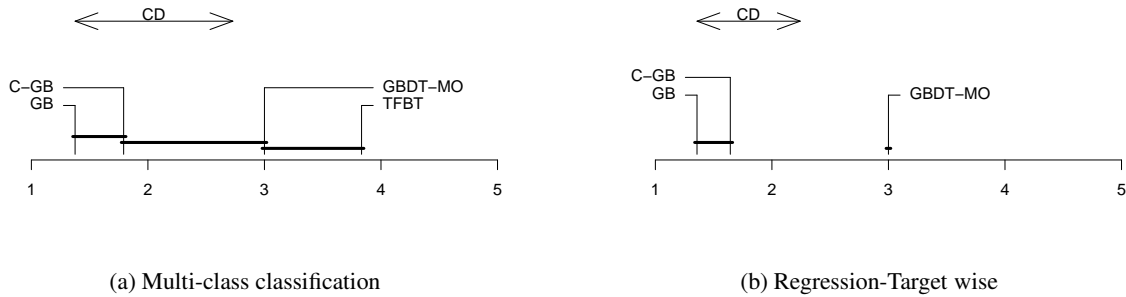 CD
C−GB
GB
GBDT−MO
TFBT
1 2 3 4 5
(a) Multi-class classification
CD
C−GB
GB
GBDT−MO
1 2 3 4 5
(b) Regression-Target wise